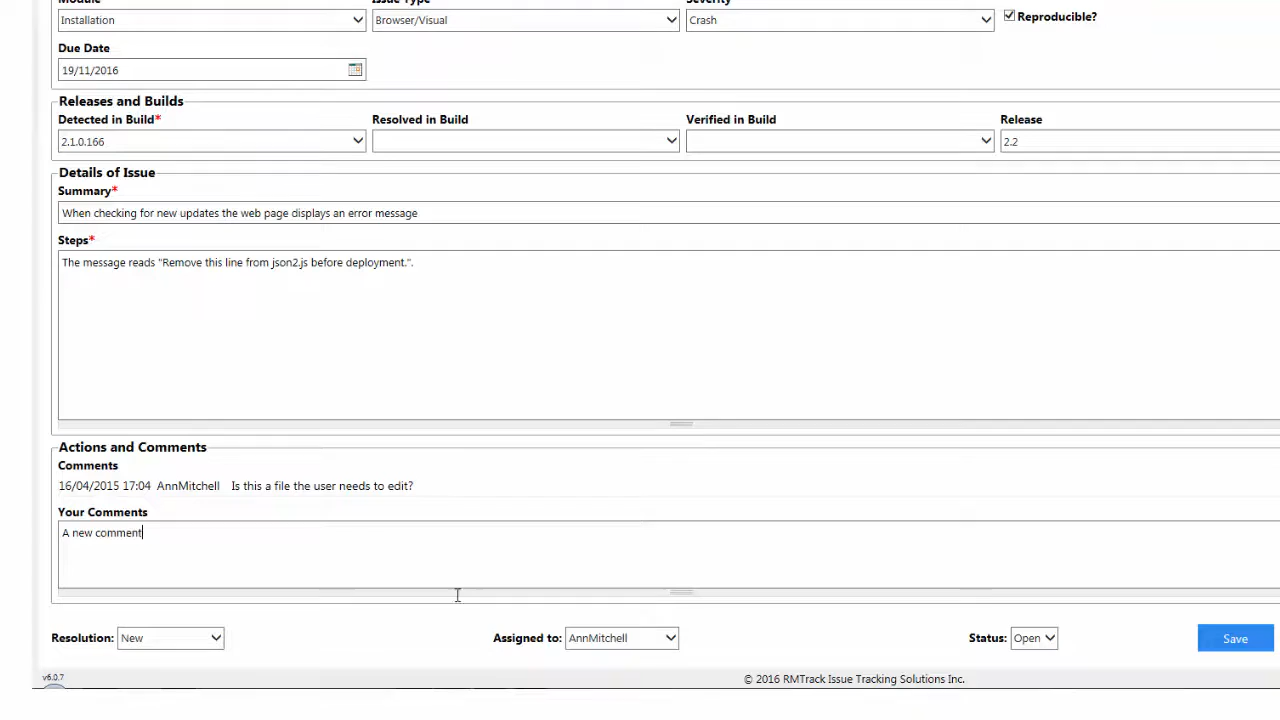 Installation Browser/Visual Crash Reproducible?
Due Date
19/11/2016
Releases and Builds
Detected in Build* Resolved in Build Verified in Build Release
2.1.0.166 2.2
Details of Issue
Summary*
When checking for new updates the web page displays an error message
Steps*
The message reads "Remove this line from json2.js before deployment.".
Actions and Comments
Comments
16/04/2015 17:04 AnnMitchell Is this a file the user needs to edit?
Your Comments
A new comment
Resolution: New Assigned to: AnnMitchell Status: Open Save
v6.0.7 © 2016 RMTrack Issue Tracking Solutions Inc.